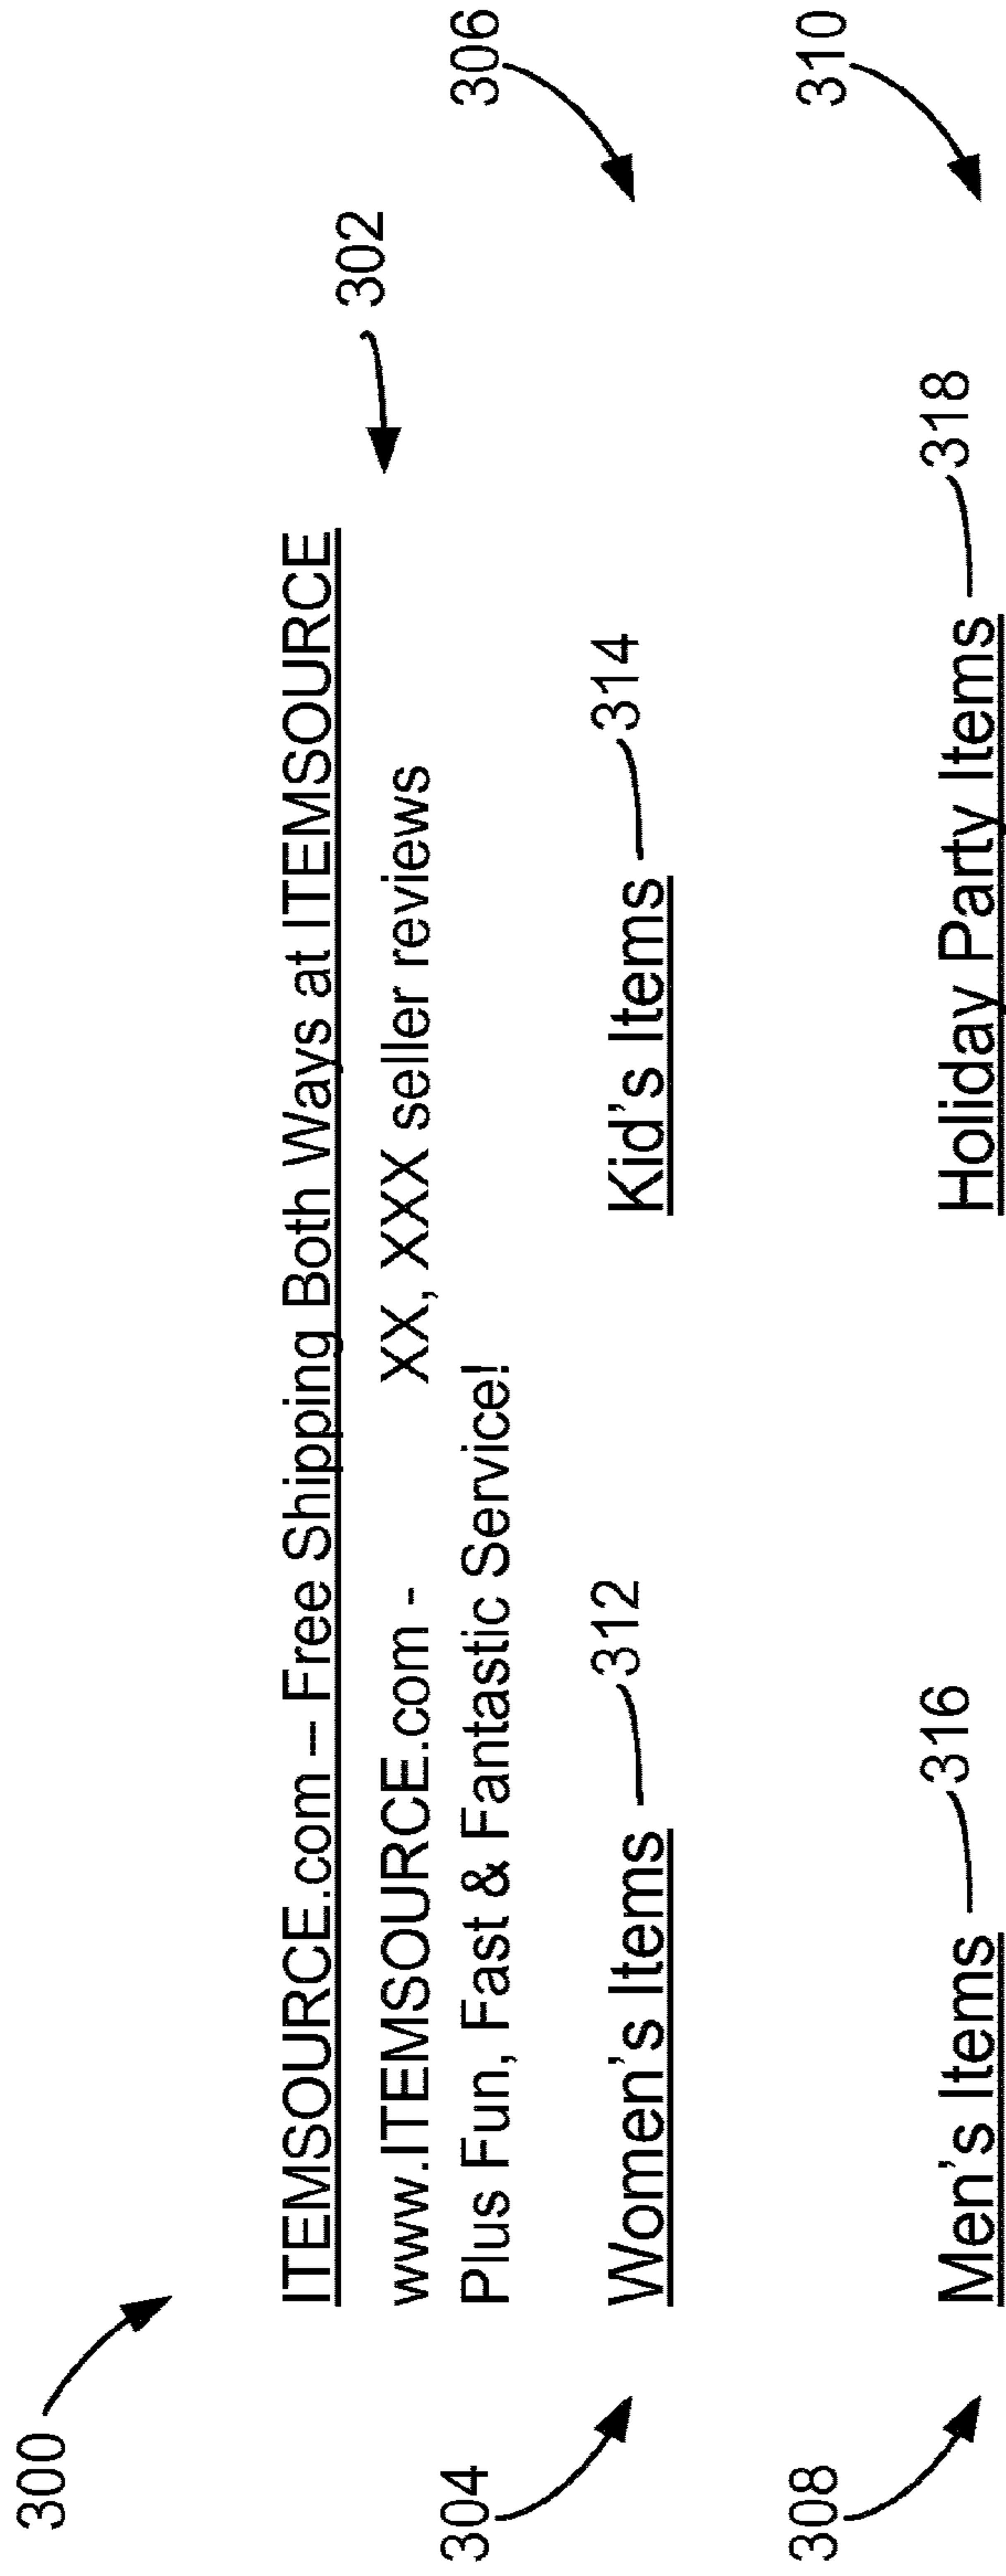 300
ITEMSOURCE.com – Free Shipping Both Ways at ITEMSOURCE
302
www.ITEMSOURCE.com - XX, XXX seller reviews
Plus Fun, Fast & Fantastic Service!
304
306
Women's Items 312
Kid's Items 314
308
310
Men's Items 316
Holiday Party Items 318